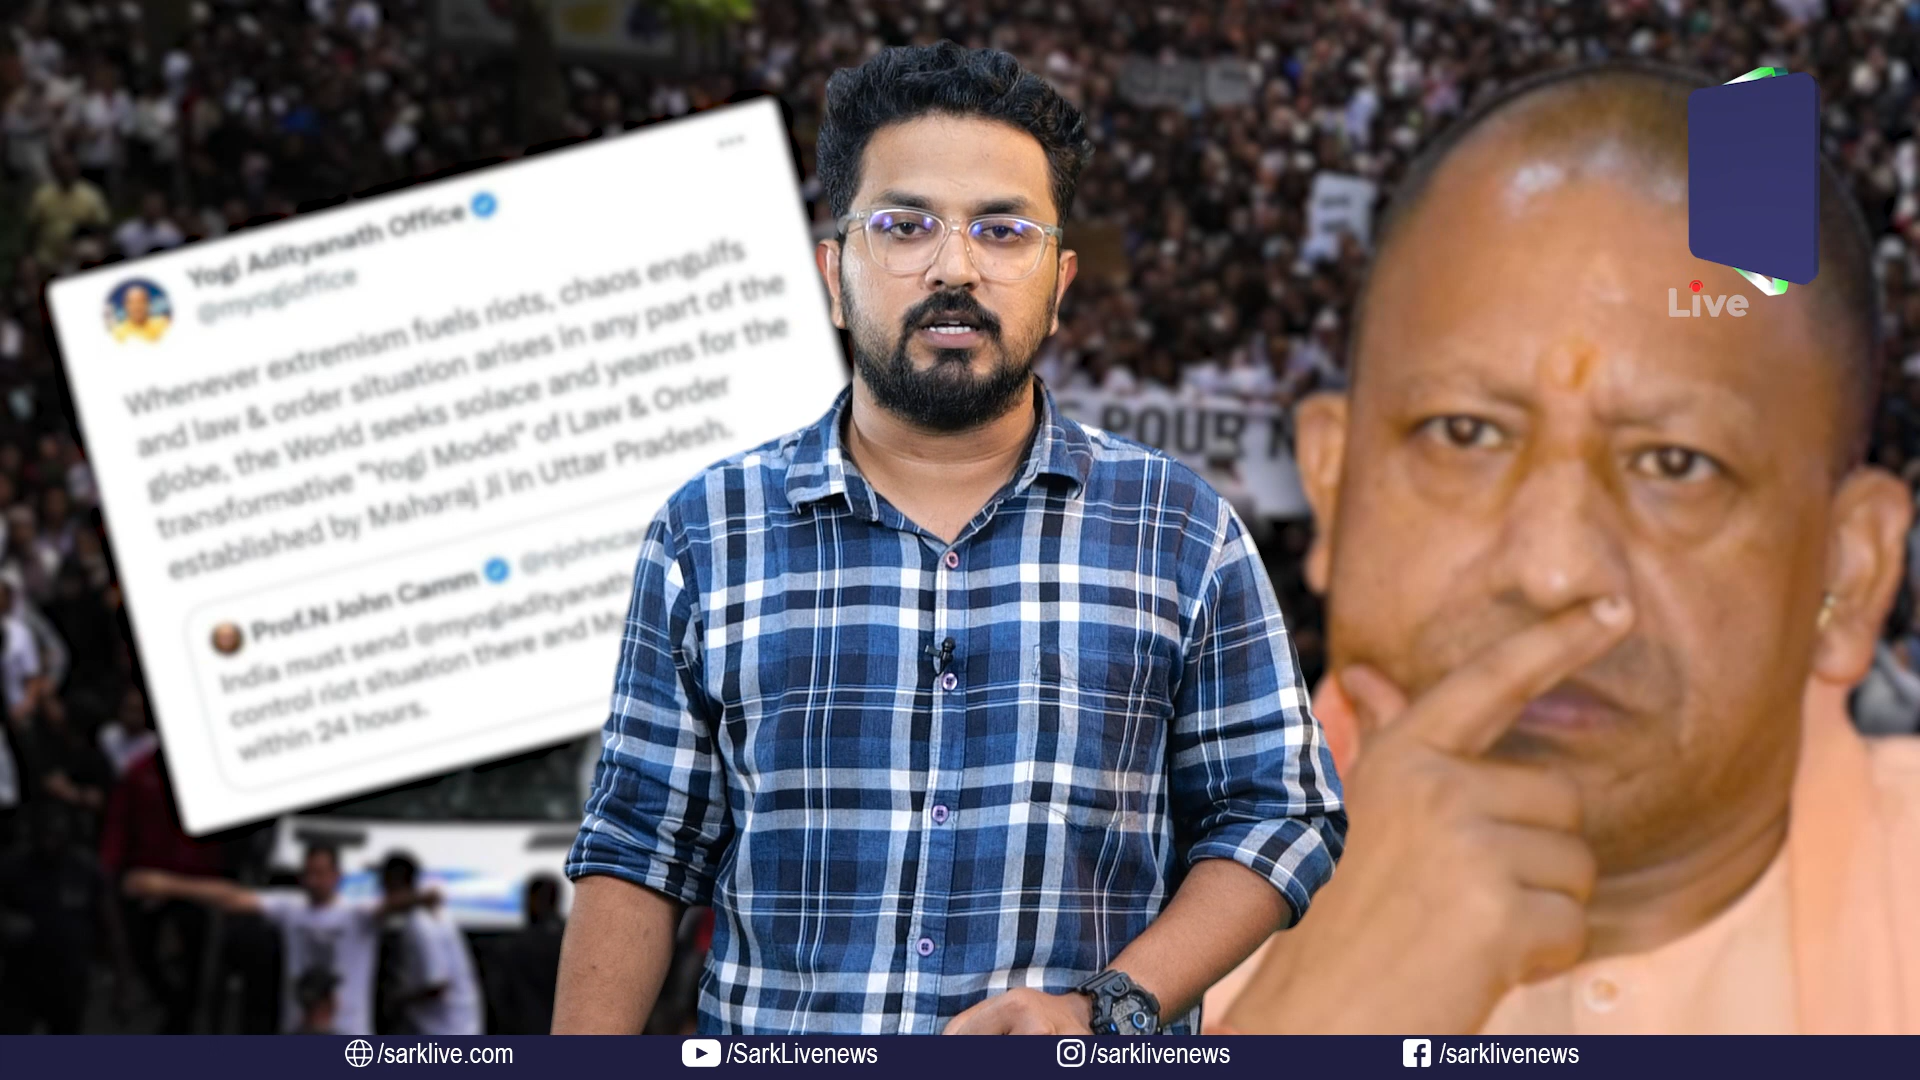 Yogi Adityanath Office
@myogioffice
Whenever extremism fuels riots, chaos engulfs
and law & order situation arises in any part of the
globe, the World seeks solace and yearns for the
transformative "Yogi Model" of Law & Order
established by Maharaj Ji in Uttar Pradesh.
Prof.N John Camm @njohnca
India must send @myogiadityanath
control riot situation there and
within 24 hours.
POUR
Live
/sarklive.com
/SarkLivenews
/sarklivenews
/sarklivenews